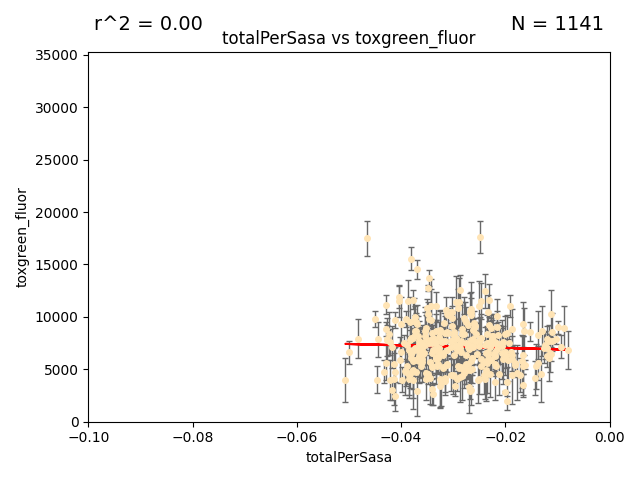 r^2 = 0.00
N = 1141
totalPerSasa vs toxgreen_fluor
35000
30000
25000
20000
15000
10000
5000
0
toxgreen_fluor
−0.10
−0.08
−0.06
−0.04
−0.02
0.00
totalPerSasa